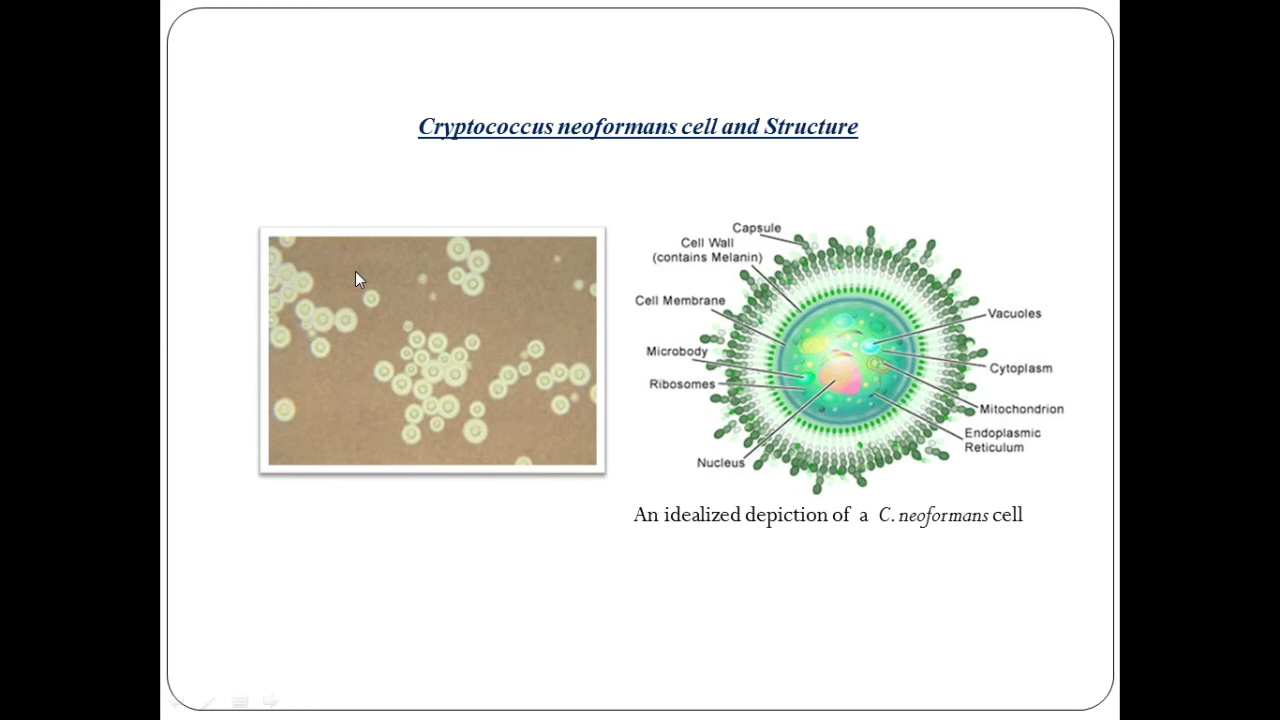 Cryptococcus neoformans cell and Structure
Capsule
Cell Wall
(contains Melanin)
Cell Membrane
Microbody
Ribosomes
Nucleus
Vacuoles
Cytoplasm
Mitochondrion
Endoplasmic
Reticulum
An idealized depiction of a C. neoformans cell